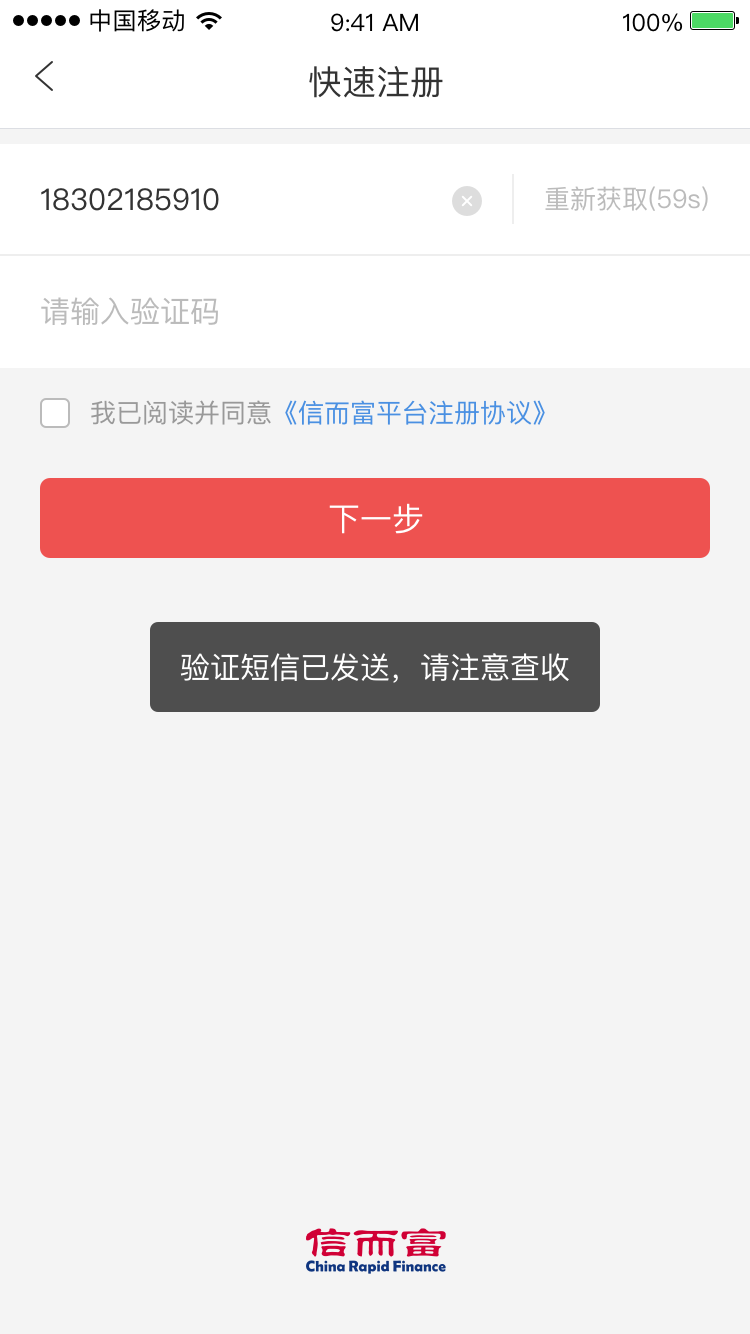 中国移动 9:41 AM 100%
快速注册
18302185910 重新获取(59s)
请输入验证码
我已阅读并同意《信而富平台注册协议》
下一步
验证短信已发送，请注意查收
信而富
China Rapid Finance